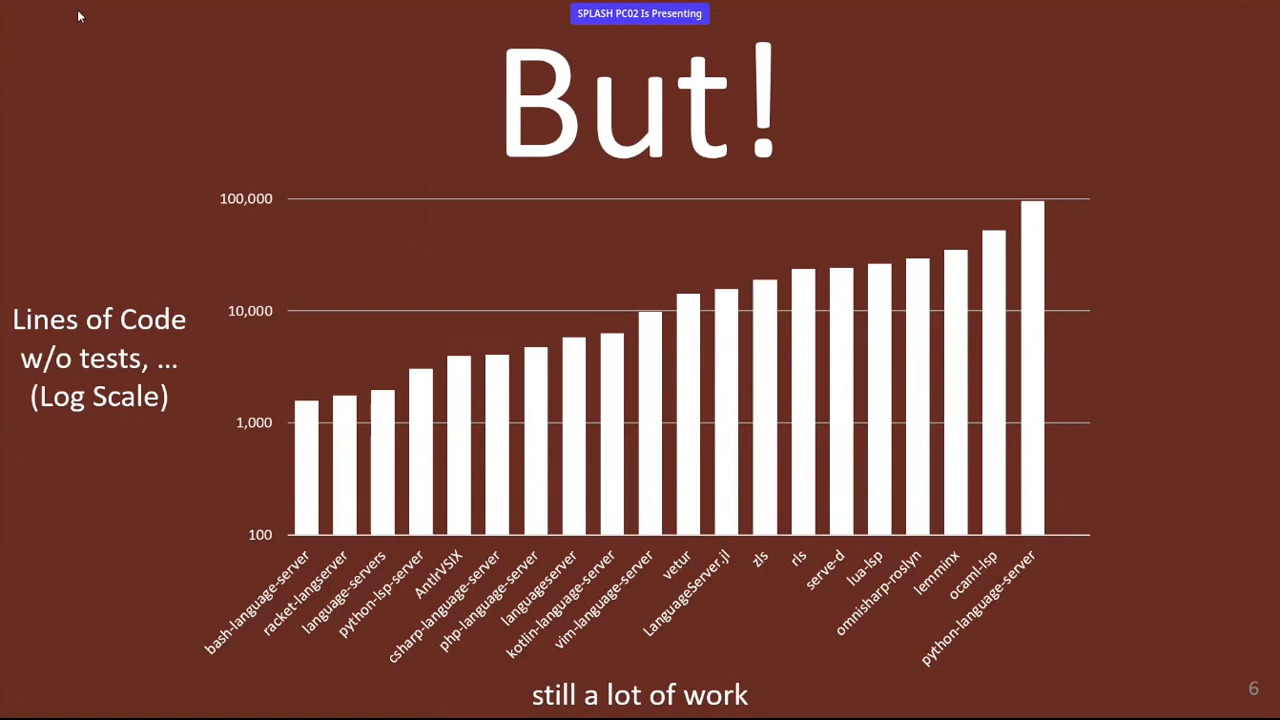 SPLASH PC02 Is Presenting
But!
100,000
10,000
1,000
100
Lines of Code
w/o tests, ...
(Log Scale)
bash-language-server
racket-langserver
language-servers
python-lsp-server
AntlrVSIX
csharp-language-server
php-language-server
languageserver
kotlin-language-server
vim-language-server
vetur
LanguageServer.jl
zls
rls
serve-d
lua-lsp
omnisharp-roslyn
lemminx
ocaml-lsp
python-language-server
still a lot of work
6